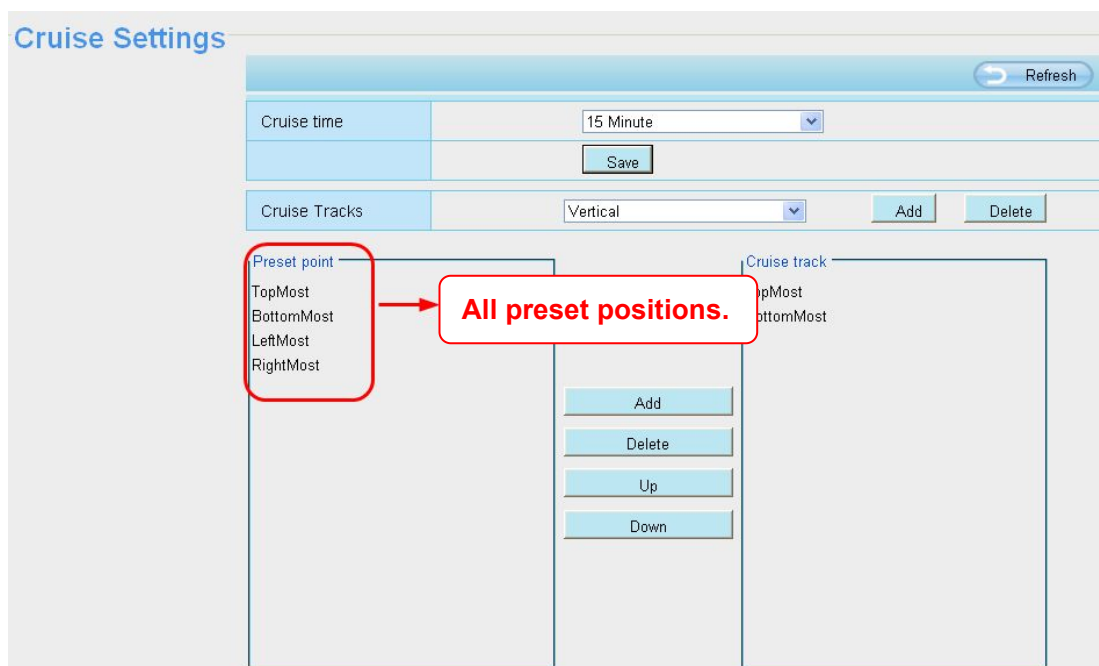 Cruise Settings
Refresh
Cruise time
15 Minute
Save
Cruise Tracks
Vertical
Add
Delete
Preset point
TopMost
BottomMost
LeftMost
RightMost
All preset positions.
Add
Delete
Up
Down
Cruise track